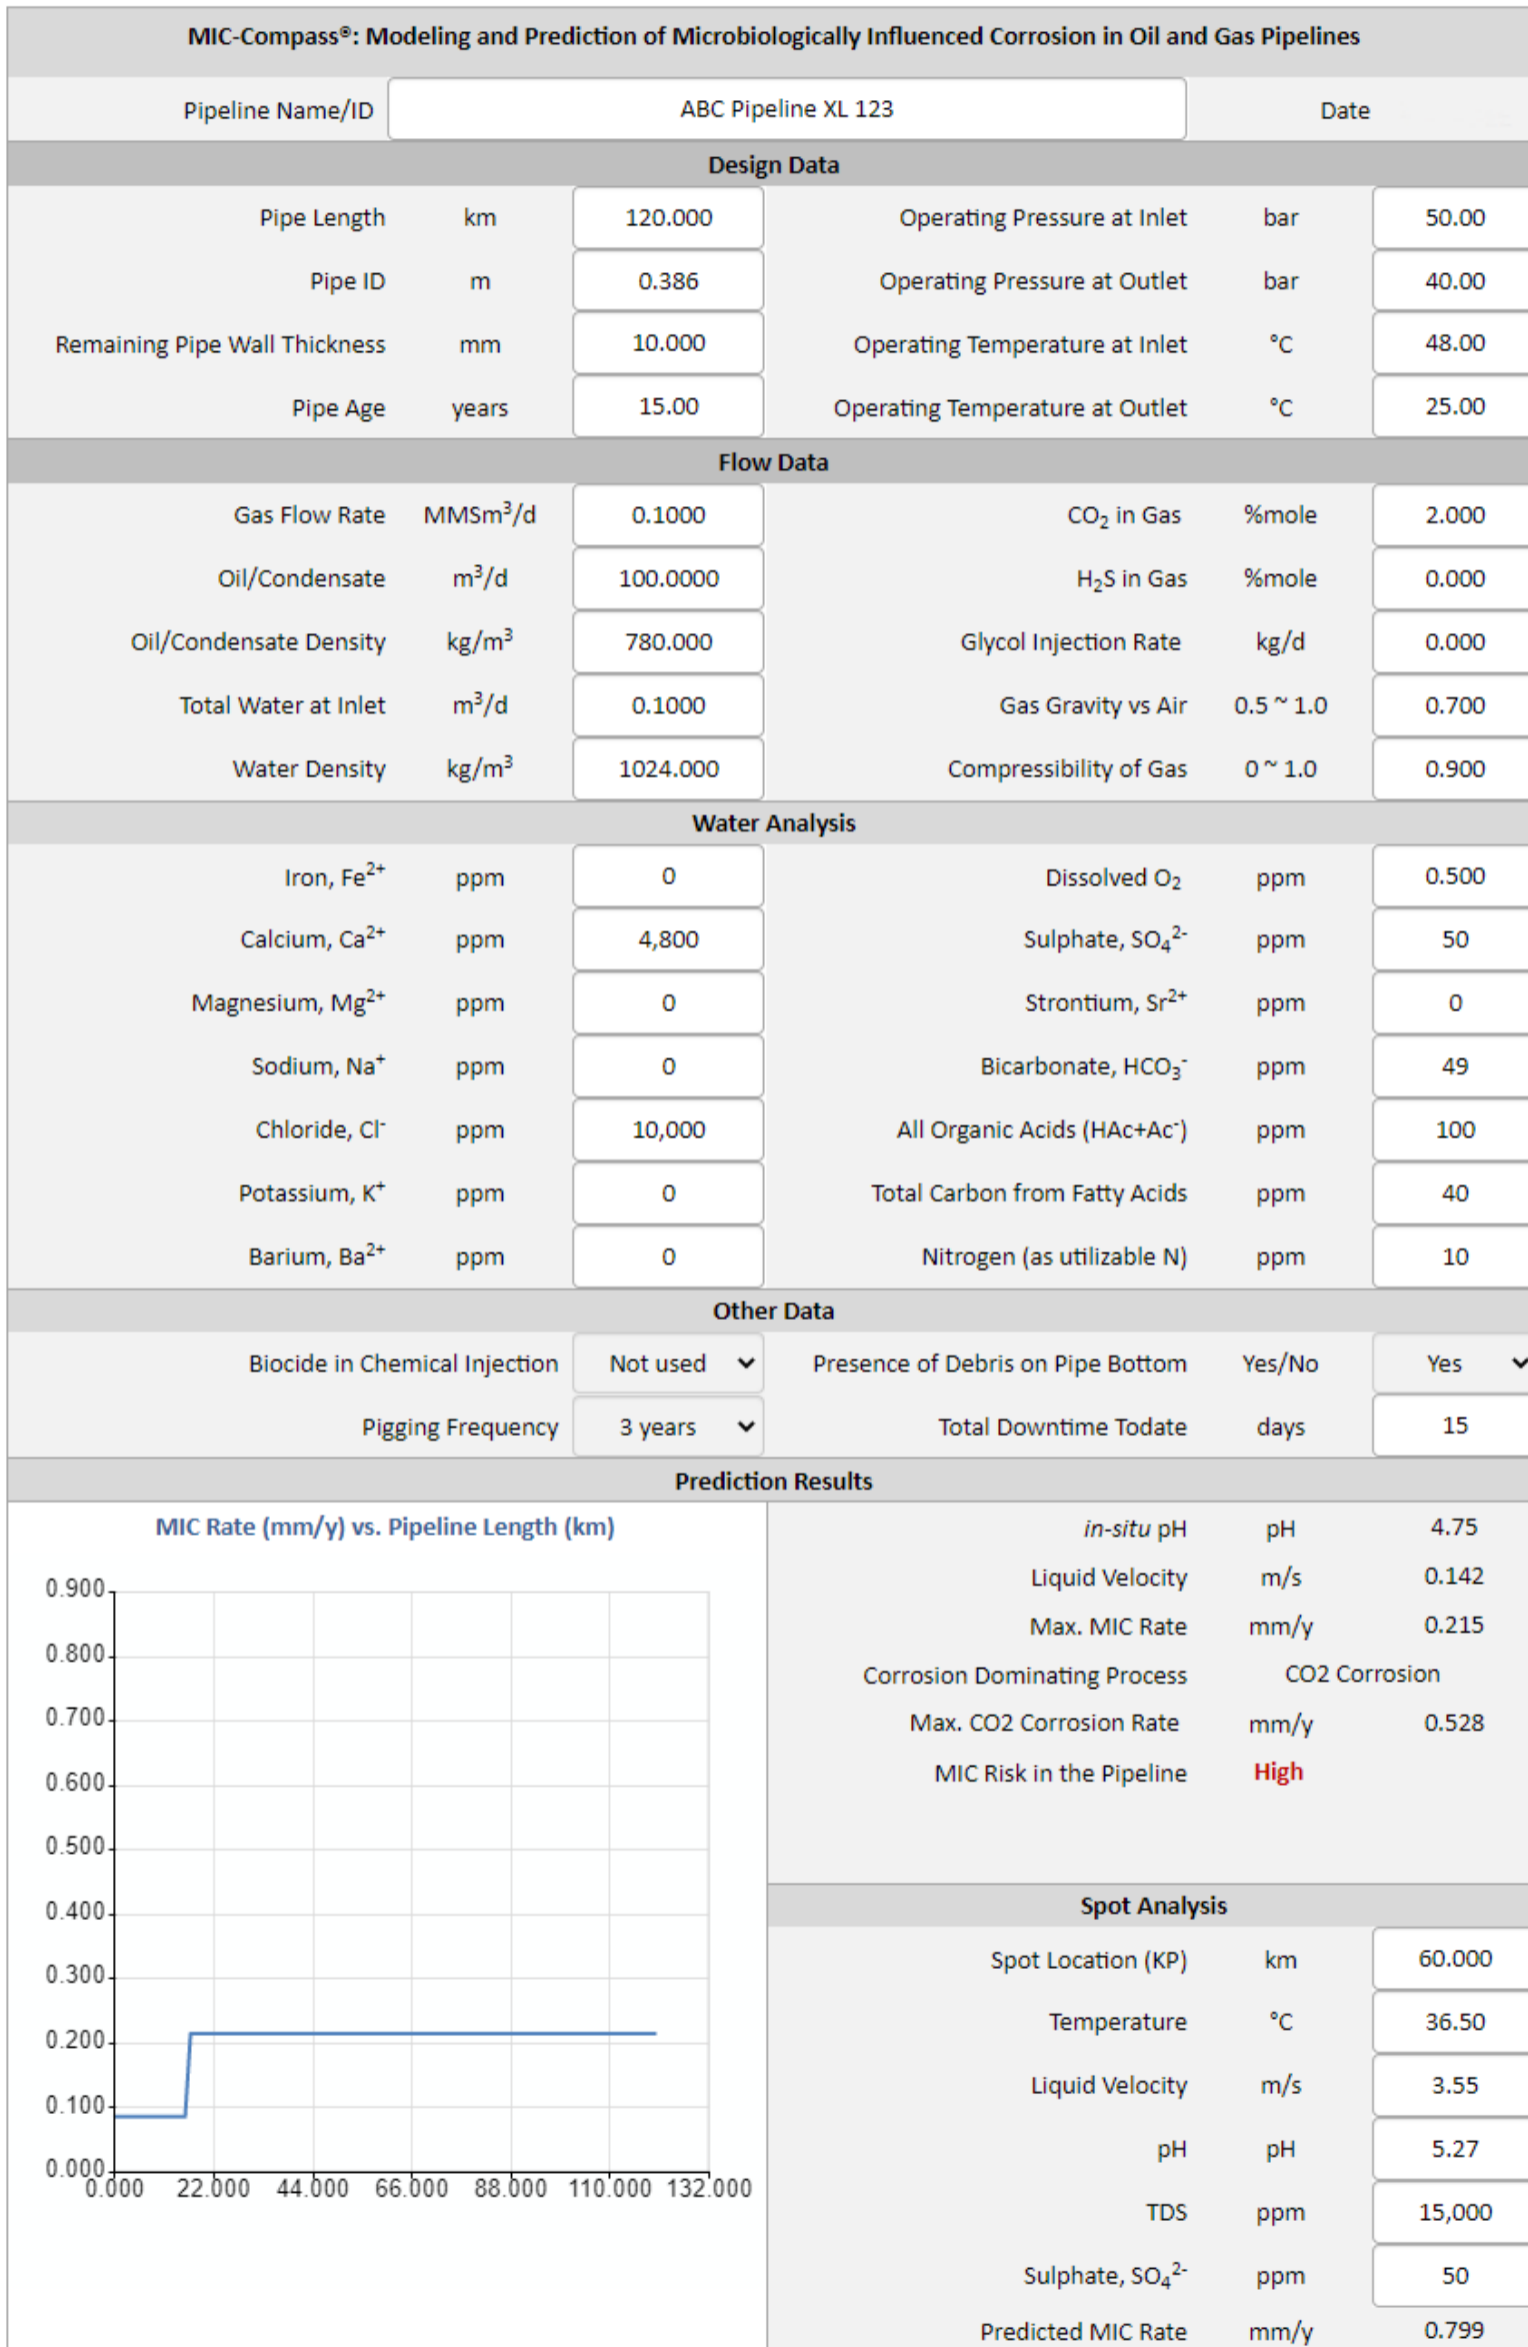 MIC-Compass®: Modeling and Prediction of Microbiologically Influenced Corrosion in Oil and Gas Pipelines
Pipeline Name/ID ABC Pipeline XL 123 Date
Design Data
Pipe Length km 120.000 Operating Pressure at Inlet bar 50.00
Pipe ID m 0.386 Operating Pressure at Outlet bar 40.00
Remaining Pipe Wall Thickness mm 10.000 Operating Temperature at Inlet °C 48.00
Pipe Age years 15.00 Operating Temperature at Outlet °C 25.00
Flow Data
Gas Flow Rate MMSm³/d 0.1000 CO₂ in Gas %mole 2.000
Oil/Condensate m³/d 100.0000 H₂S in Gas %mole 0.000
Oil/Condensate Density kg/m³ 780.000 Glycol Injection Rate kg/d 0.000
Total Water at Inlet m³/d 0.1000 Gas Gravity vs Air 0.5 ~ 1.0 0.700
Water Density kg/m³ 1024.000 Compressibility of Gas 0 ~ 1.0 0.900
Water Analysis
Iron, Fe²⁺ ppm 0 Dissolved O₂ ppm 0.500
Calcium, Ca²⁺ ppm 4,800 Sulphate, SO₄²⁻ ppm 50
Magnesium, Mg²⁺ ppm 0 Strontium, Sr²⁺ ppm 0
Sodium, Na⁺ ppm 0 Bicarbonate, HCO₃⁻ ppm 49
Chloride, Cl⁻ ppm 10,000 All Organic Acids (HAc+Ac⁻) ppm 100
Potassium, K⁺ ppm 0 Total Carbon from Fatty Acids ppm 40
Barium, Ba²⁺ ppm 0 Nitrogen (as utilizable N) ppm 10
Other Data
Biocide in Chemical Injection Not used Presence of Debris on Pipe Bottom Yes/No Yes
Pigging Frequency 3 years Total Downtime Todate days 15
Prediction Results
MIC Rate (mm/y) vs. Pipeline Length (km)
0.900
0.800
0.700
0.600
0.500
0.400
0.300
0.200
0.100
0.000
0.000 22.000 44.000 66.000 88.000 110.000 132.000
in-situ pH pH 4.75
Liquid Velocity m/s 0.142
Max. MIC Rate mm/y 0.215
Corrosion Dominating Process CO2 Corrosion
Max. CO2 Corrosion Rate mm/y 0.528
MIC Risk in the Pipeline High
Spot Analysis
Spot Location (KP) km 60.000
Temperature °C 36.50
Liquid Velocity m/s 3.55
pH pH 5.27
TDS ppm 15,000
Sulphate, SO₄²⁻ ppm 50
Predicted MIC Rate mm/y 0.799